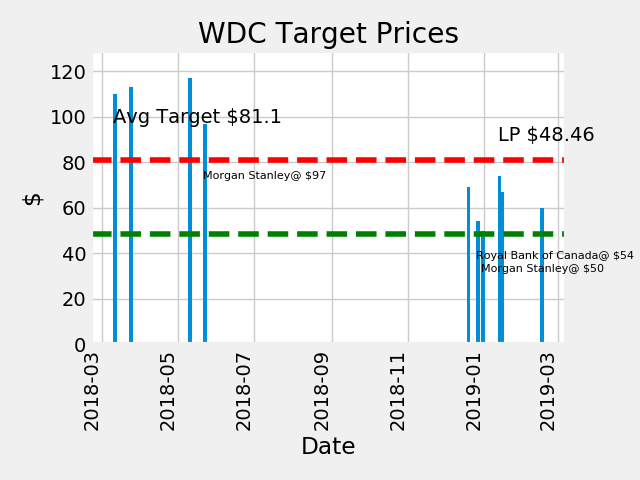 WDC Target Prices
120
100
80
60
40
20
0
$
Avg Target $81.1
LP $48.46
Morgan Stanley@ $97
Royal Bank of Canada@ $54
Morgan Stanley@ $50
2018-03
2018-05
2018-07
2018-09
2018-11
2019-01
2019-03
Date